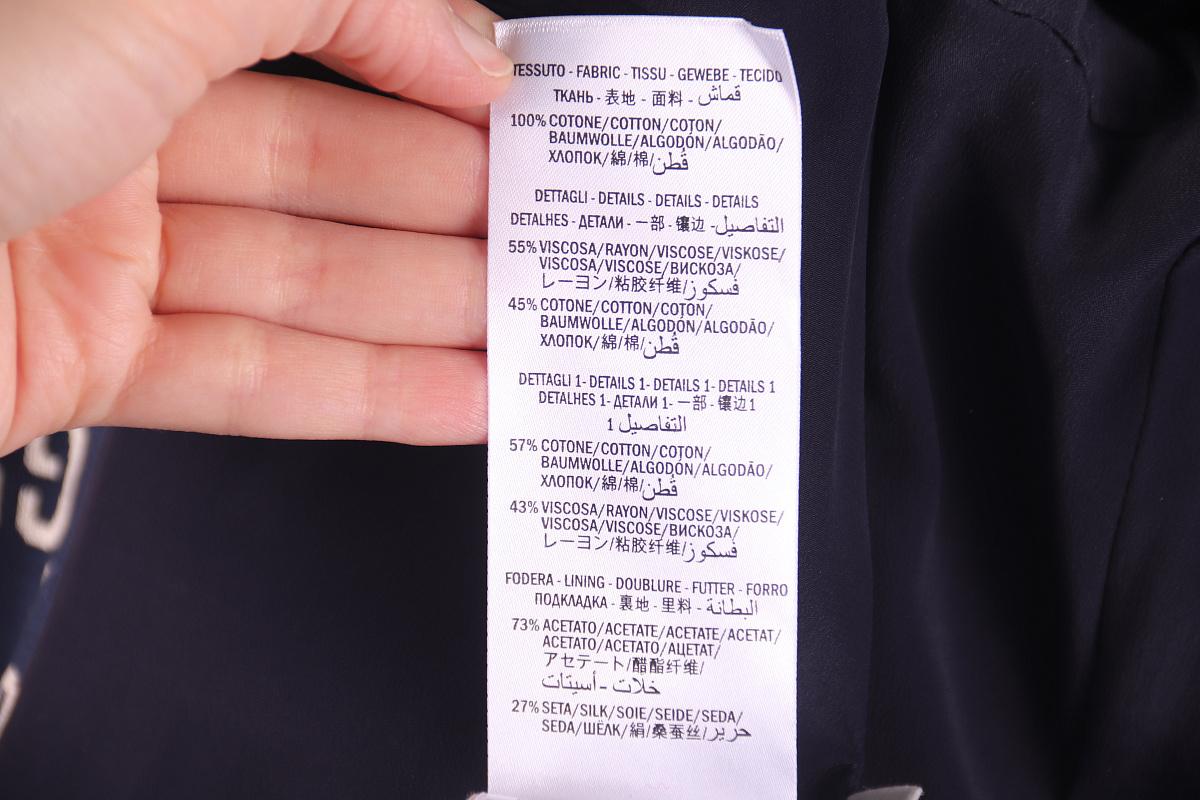 TESSUTO - FABRIC - TISSU - GEWEBE - TECIDO
ТКАНЬ - 表地 - 面料 - قماش
100% COTONE/COTTON/COTON/
BAUMWOLLE/ALGODÓN/ALGODÃO/
ХЛОПОК/綿/棉/قُطن
DETTAGLI - DETAILS - DETAILS - DETAILS
DETALHES - ДЕТАЛИ - 一部 - 镶边 - التفاصيل
55% VISCOSA/RAYON/VISCOSE/VISKOSE/
VISCOSA/VISCOSE/ВИСКОЗА/
レーヨン/粘胶纤维/فسكوز
45% COTONE/COTTON/COTON/
BAUMWOLLE/ALGODÓN/ALGODÃO/
ХЛОПОК/綿/棉/قُطن
DETTAGLI 1- DETAILS 1- DETAILS 1- DETAILS 1
DETALHES 1- ДЕТАЛИ 1- 一部 - 镶边1
التفاصيل 1
57% COTONE/COTTON/COTON/
BAUMWOLLE/ALGODÓN/ALGODÃO/
ХЛОПОК/綿/棉/قُطن
43% VISCOSA/RAYON/VISCOSE/VISKOSE/
VISCOSA/VISCOSE/ВИСКОЗА/
レーヨン/粘胶纤维/فسكوز
FODERA - LINING - DOUBLURE - FUTTER - FORRO
ПОДКЛАДКА - 裏地 - 里料 - البطانة
73% ACETATO/ACETATE/ACETATE/ACETAT/
ACETATO/ACETATO/АЦЕТАТ/
アセテート/醋酯纤维/
خلات - أسيتات
27% SETA/SILK/SOIE/SEIDE/SEDA/
SEDA/ШЁЛК/絹/桑蚕丝/حرير